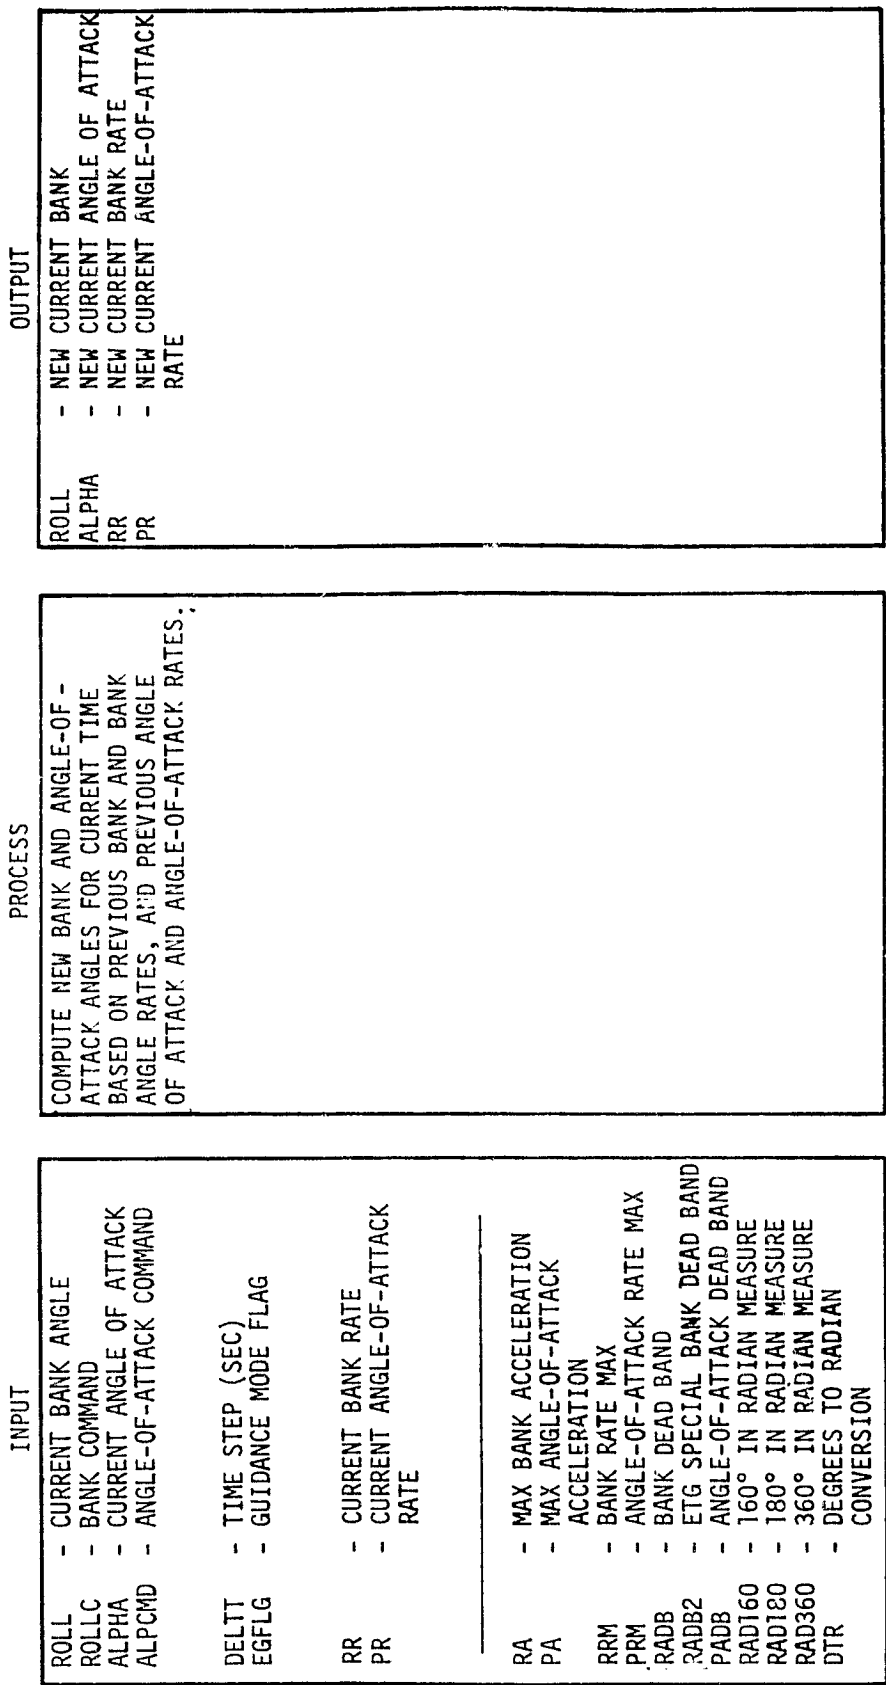 INPUT
ROLL - CURRENT BANK ANGLE
ROLLC - BANK COMMAND
ALPHA - CURRENT ANGLE OF ATTACK
ALPCMD - ANGLE-OF-ATTACK COMMAND
DELTT - TIME STEP (SEC)
EGFLG - GUIDANCE MODE FLAG
RR - CURRENT BANK RATE
PR - CURRENT ANGLE-OF-ATTACK
RATE
RA - MAX BANK ACCELERATION
PA - MAX ANGLE-OF-ATTACK
ACCELERATION
RRM - BANK RATE MAX
PRM - ANGLE-OF-ATTACK RATE MAX
RADB - BANK DEAD BAND
RADB2 - ETG SPECIAL BANK DEAD BAND
PADB - ANGLE-OF-ATTACK DEAD BAND
RAD160 - 160° IN RADIAN MEASURE
RAD180 - 180° IN RADIAN MEASURE
RAD360 - 360° IN RADIAN MEASURE
DTR - DEGREES TO RADIAN
CONVERSION
PROCESS
COMPUTE NEW BANK AND ANGLE-OF-
ATTACK ANGLES FOR CURRENT TIME
BASED ON PREVIOUS BANK AND BANK
ANGLE RATES, AND PREVIOUS ANGLE
OF ATTACK AND ANGLE-OF-ATTACK RATES.
OUTPUT
ROLL - NEW CURRENT BANK
ALPHA - NEW CURRENT ANGLE OF ATTACK
RR - NEW CURRENT BANK RATE
PR - NEW CURRENT ANGLE-OF-ATTACK
RATE